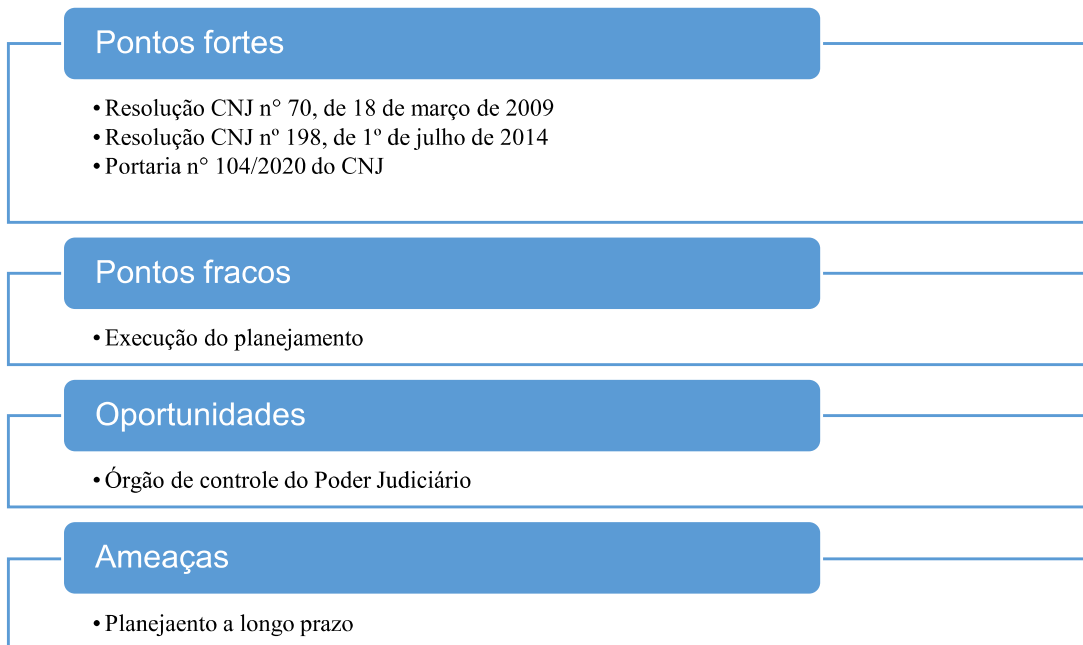 Pontos fortes
• Resolução CNJ n° 70, de 18 de março de 2009
• Resolução CNJ nº 198, de 1º de julho de 2014
• Portaria n° 104/2020 do CNJ
Pontos fracos
• Execução do planejamento
Oportunidades
• Órgão de controle do Poder Judiciário
Ameaças
• Planejaento a longo prazo